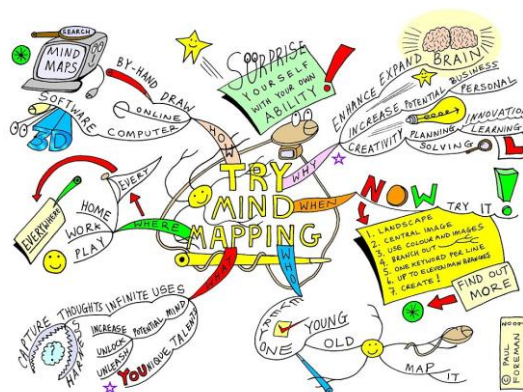 TRY
MIND
MAPPING
SURPRISE
YOURSELF
WITH YOUR OWN
ABILITY!
HOW
BY-HAND DRAW
ONLINE
COMPUTER
SEARCH
MIND
MAPS
SOFTWARE
3D
WHY
ENHANCE EXPAND BRAIN
INCREASE POTENTIAL BUSINESS
PERSONAL
CREATIVITY PLANNING INNOVATION
SOLVING LEARNING
WHEN
NOW
TRY IT!
1. LANDSCAPE
2. CENTRAL IMAGE
3. USE COLOUR AND IMAGES
4. BRANCH OUT
5. ONE KEYWORD PER LINE
6. UP TO ELEVEN MAIN BRANCHES
7. CREATE!
FIND OUT
MORE
WHERE
EVERY
HOME
WORK
PLAY
EVERYWHERE
WHAT
CAPTURE THOUGHTS INFINITE USES
INCREASE POTENTIAL MIND
UNLOCK
UNLEASH
YOUNIQUE TALENT
WHO
EVERY
ONE
YOUNG
OLD
MAP
IT
© PAUL
FOREMAN